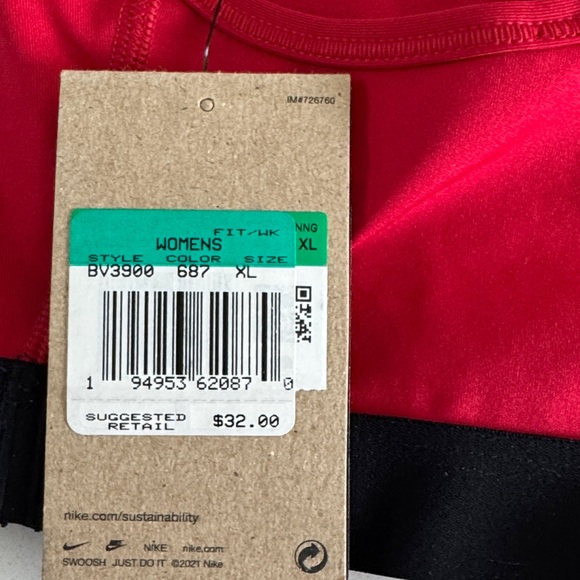 IM#726760
FIT/WK
NNG
WOMENS
XL
STYLE COLOR SIZE
BV3900 687 XL
1 94953 62087 0
SUGGESTED
RETAIL
$32.00
nike.com/sustainability
NIKE nike.com
SWOOSH JUST DO IT ©2021 Nike